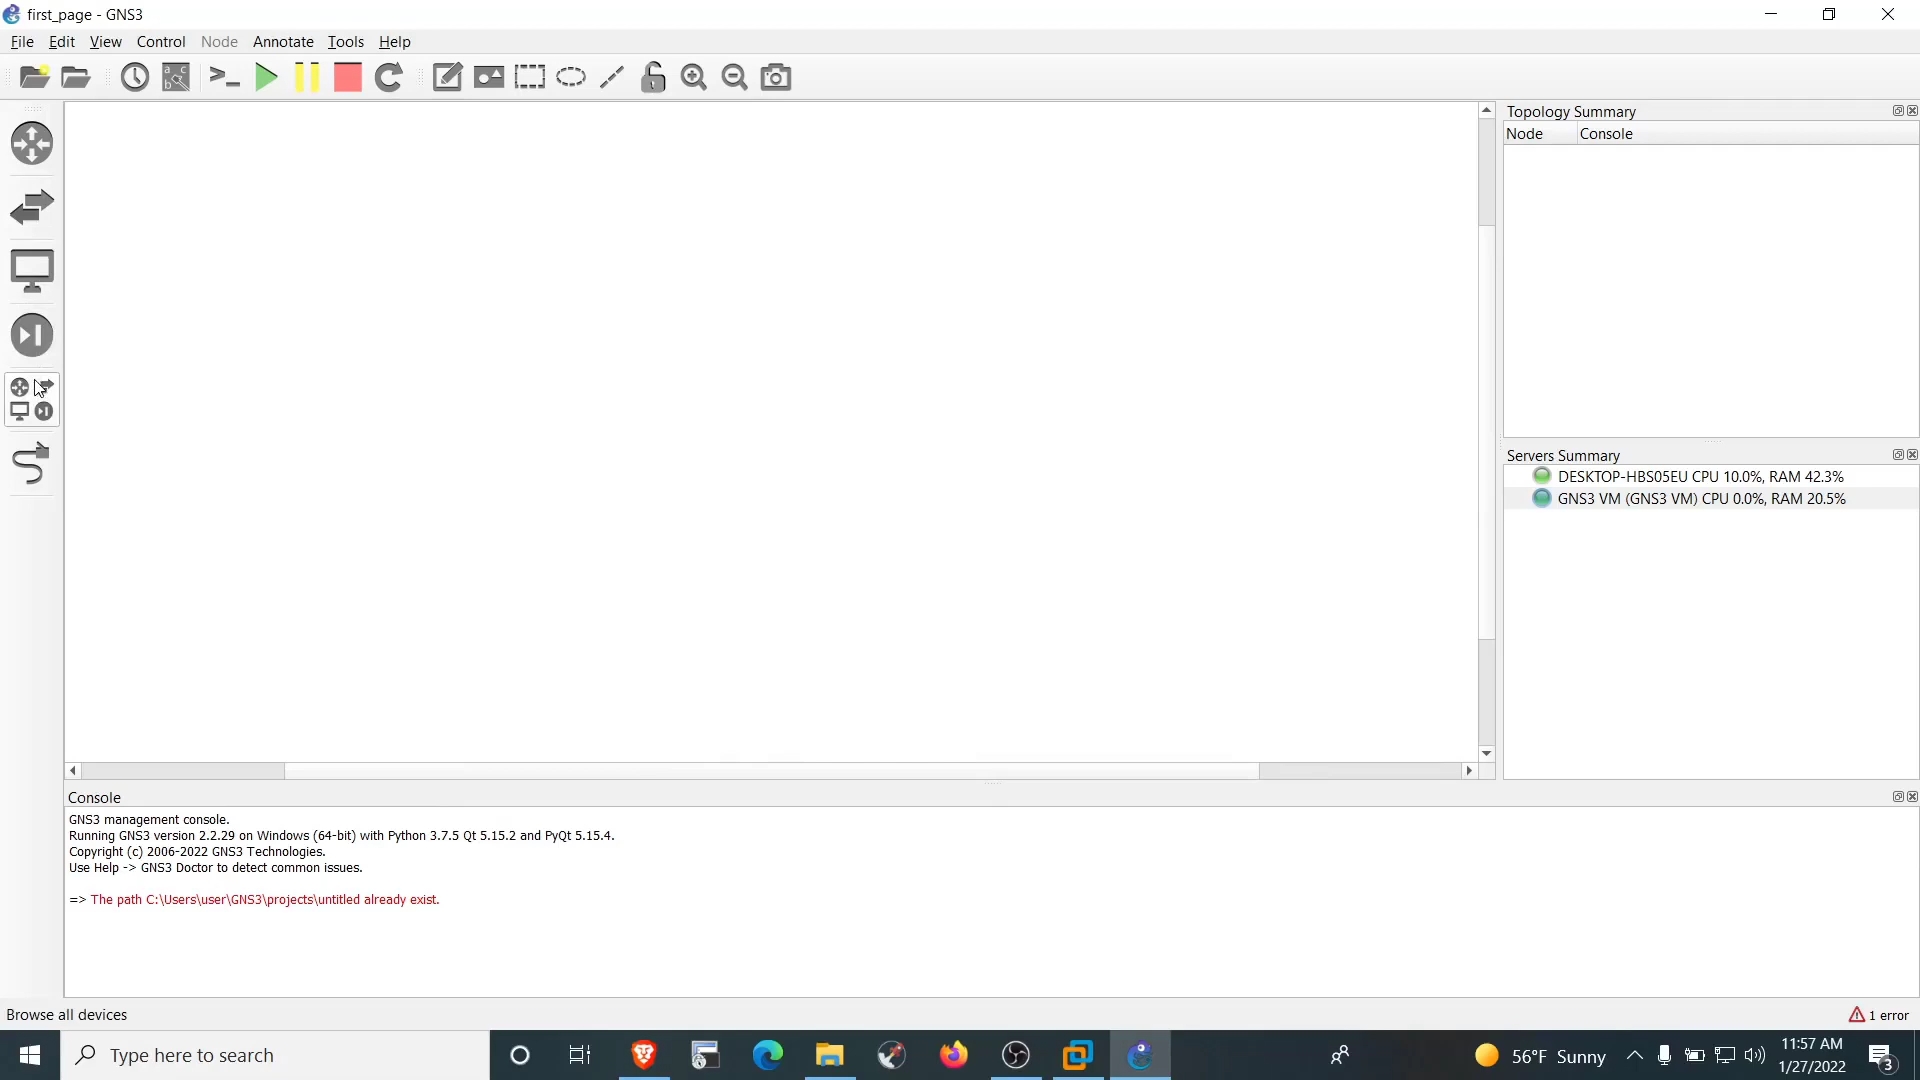 first_page - GNS3
File Edit View Control Node Annotate Tools Help
Topology Summary
Node Console
Servers Summary
DESKTOP-HBS05EU CPU 10.0%, RAM 42.3%
GNS3 VM (GNS3 VM) CPU 0.0%, RAM 20.5%
Console
GNS3 management console.
Running GNS3 version 2.2.29 on Windows (64-bit) with Python 3.7.5 Qt 5.15.2 and PyQt 5.15.4.
Copyright (c) 2006-2022 GNS3 Technologies.
Use Help -> GNS3 Doctor to detect common issues.
=> The path C:\Users\user\GNS3\projects\untitled already exist.
Browse all devices
1 error
Type here to search
56°F Sunny
11:57 AM
1/27/2022
3